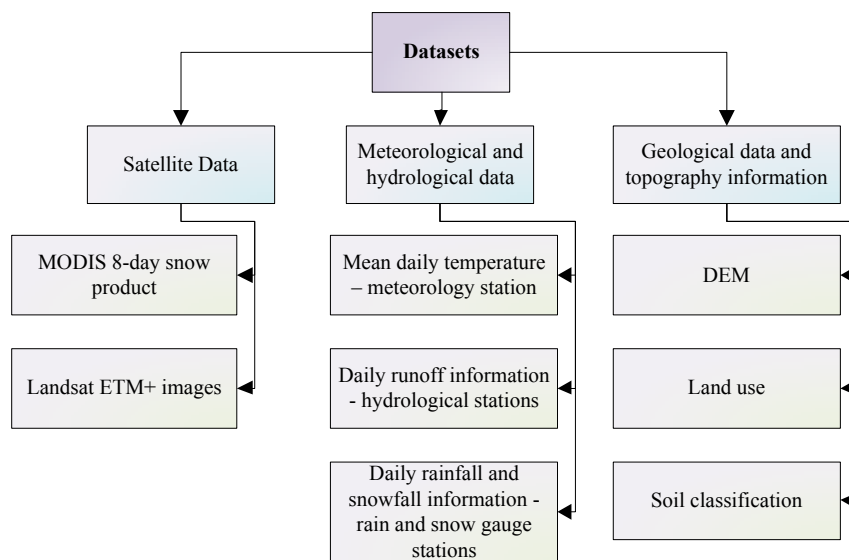 Datasets
Satellite Data
MODIS 8-day snow
product
Landsat ETM+ images
Meteorological and
hydrological data
Mean daily temperature
– meteorology station
Daily runoff information
- hydrological stations
Daily rainfall and
snowfall information -
rain and snow gauge
stations
Geological data and
topography information
DEM
Land use
Soil classification